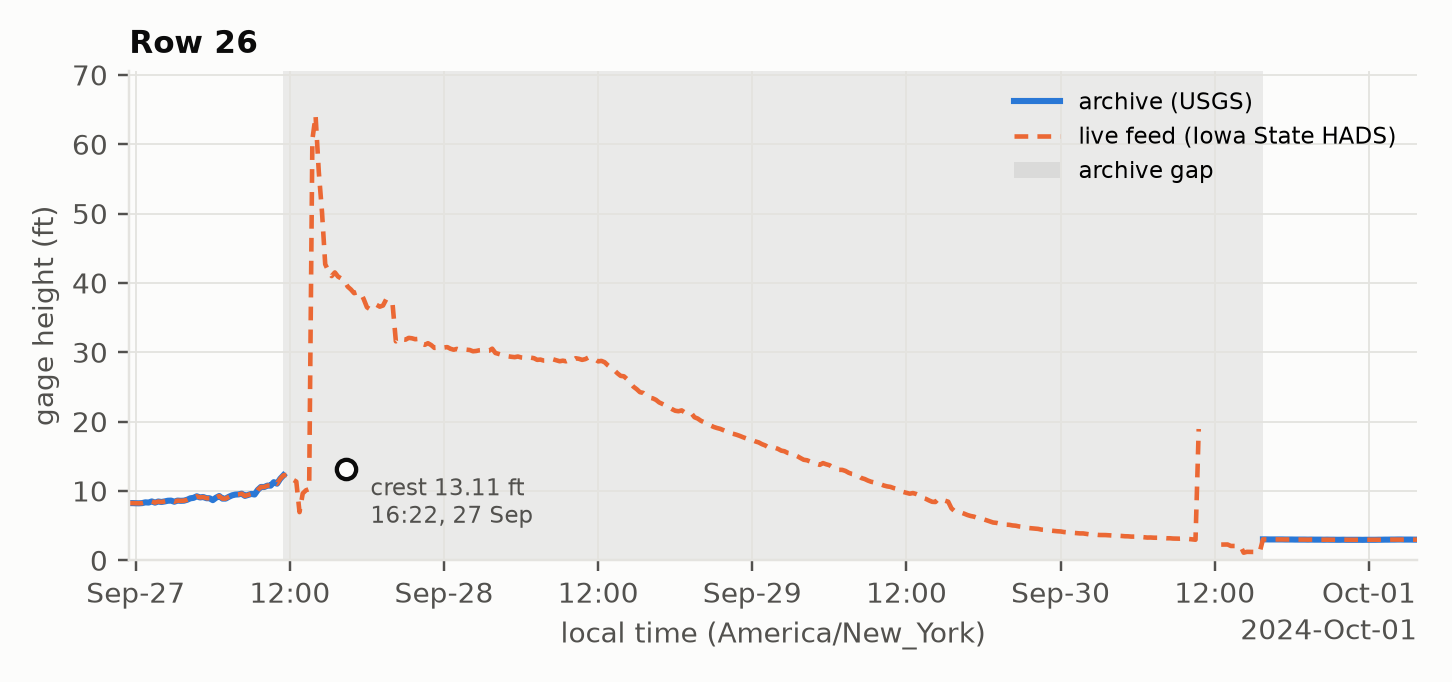 Row 26
70
60
50
40
30
20
10
0
gage height (ft)
archive (USGS)
live feed (Iowa State HADS)
archive gap
crest 13.11 ft
16:22, 27 Sep
Sep-27 12:00 Sep-28 12:00 Sep-29 12:00 Sep-30 12:00 Oct-01
local time (America/New_York)
2024-Oct-01